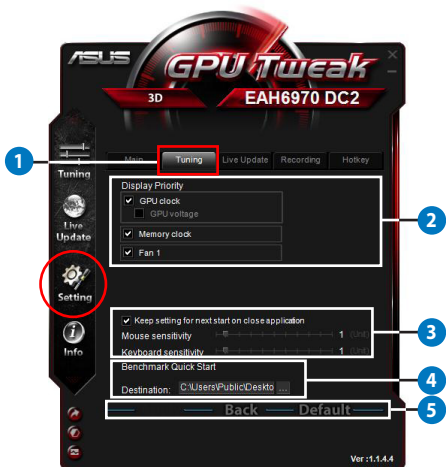 ASUS
GPU Tweak
3D
EAH6970 DC2
1
Main
Tuning
Live Update
Recording
Hotkey
Tuning
Display Priority
GPU clock
GPU voltage
2
Live
Update
Memory clock
Fan 1
Setting
Keep setting for next start on close application
Mouse sensitivity
1 (Unit)
3
Keyboard sensitivity
1 (Unit)
Info
Benchmark Quick Start
Destination: C:\Users\Public\Deskto ...
4
Back
Default
5
Ver :1.1.4.4